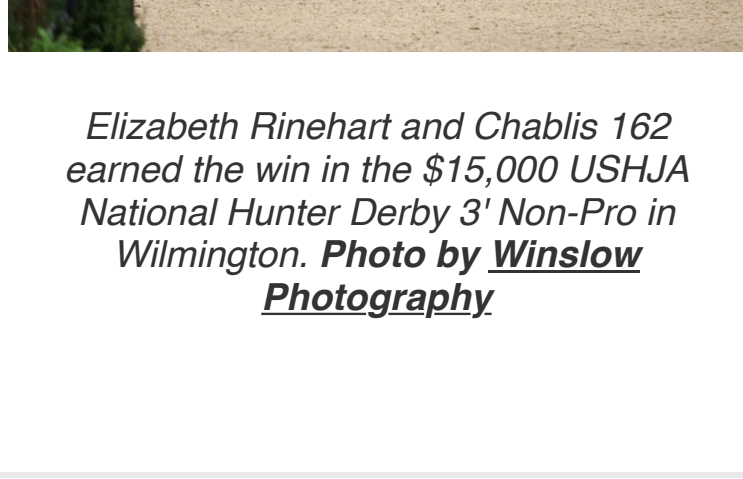 Elizabeth Rinehart and Chablis 162
earned the win in the $15,000 USHJA
National Hunter Derby 3' Non-Pro in
Wilmington. Photo by Winslow
Photography